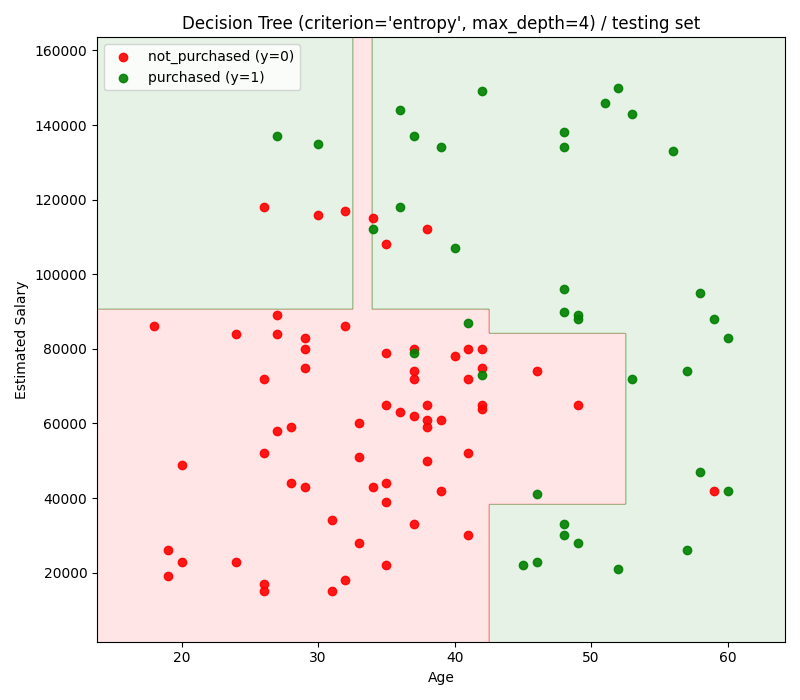 Decision Tree (criterion='entropy', max_depth=4) / testing set
not_purchased (y=0)
purchased (y=1)
160000
140000
120000
100000
80000
60000
40000
20000
Estimated Salary
20 30 40 50 60
Age